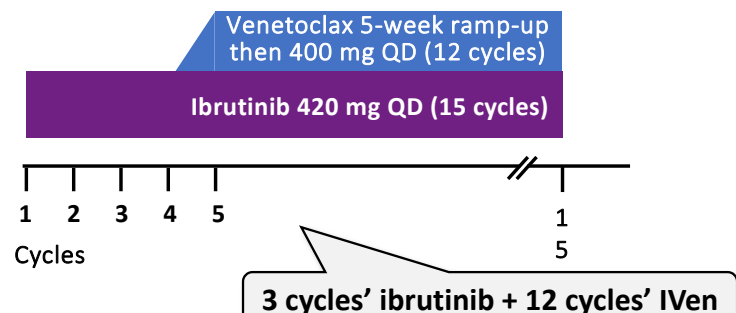 Venetoclax 5-week ramp-up
then 400 mg QD (12 cycles)
Ibrutinib 420 mg QD (15 cycles)
1 2 3 4 5 1
5
Cycles
3 cycles’ ibrutinib + 12 cycles’ IVen